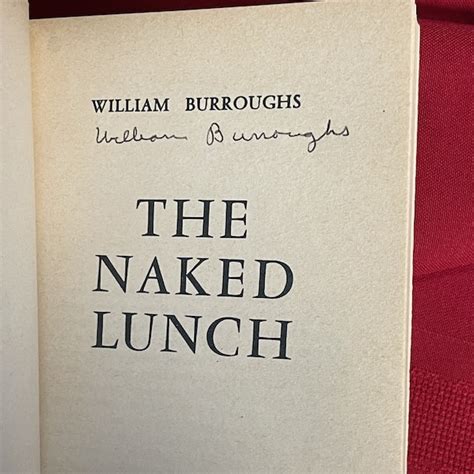 WILLIAM BURROUGHS
William Burroughs
THE
NAKED
LUNCH